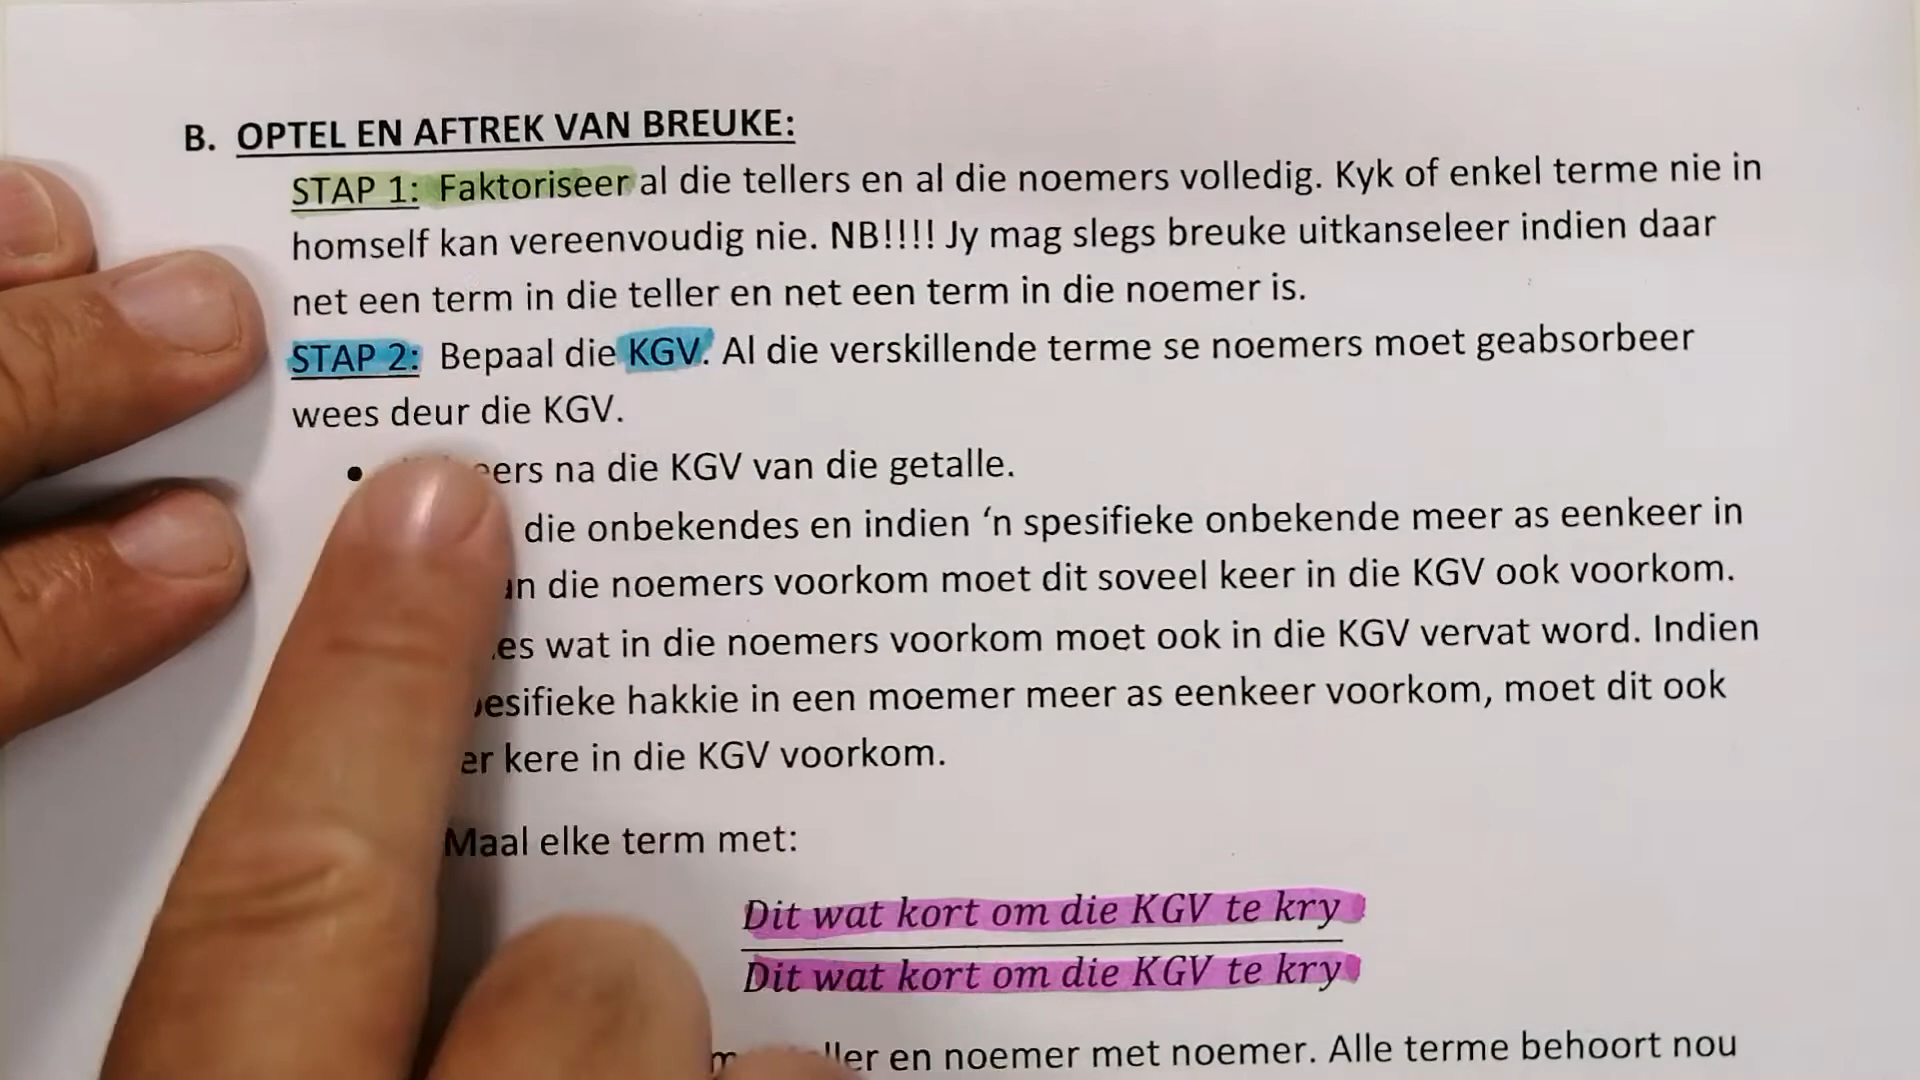 B. OPTEL EN AFTREK VAN BREUKE:
STAP 1: Faktoriseer al die tellers en al die noemers volledig. Kyk of enkel terme nie in
homself kan vereenvoudig nie. NB!!!! Jy mag slegs breuke uitkanseleer indien daar
net een term in die teller en net een term in die noemer is.
STAP 2: Bepaal die KGV. Al die verskillende terme se noemers moet geabsorbeer
wees deur die KGV.
• na die KGV van die getalle.
die onbekendes en indien ‘n spesifieke onbekende meer as eenkeer in
die noemers voorkom moet dit soveel keer in die KGV ook voorkom.
wat in die noemers voorkom moet ook in die KGV vervat word. Indien
hakkie in een moemer meer as eenkeer voorkom, moet dit ook
kere in die KGV voorkom.
Maal elke term met:
Dit wat kort om die KGV te kry
Dit wat kort om die KGV te kry
en noemer met noemer. Alle terme behoort nou